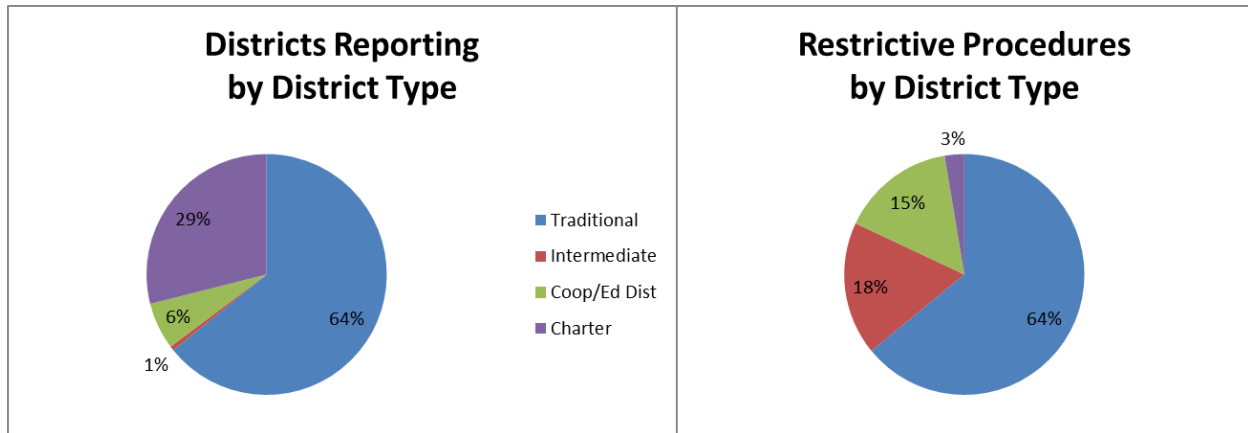 Districts Reporting
by District Type
29%
6%
1%
64%
Traditional
Intermediate
Coop/Ed Dist
Charter
Restrictive Procedures
by District Type
3%
15%
18%
64%